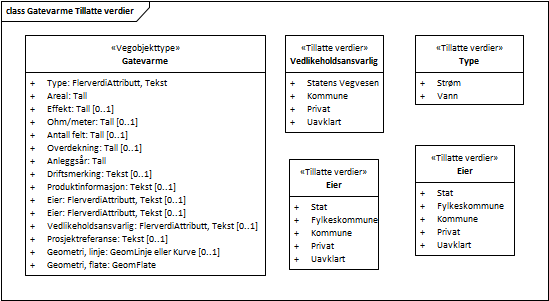 class Gatevarme Tillatte verdier
«Vegobjekttype»
Gatevarme
+ Type: FlerverdiAttributt, Tekst
+ Areal: Tall
+ Effekt: Tall [0..1]
+ Ohm/meter: Tall [0..1]
+ Antall felt: Tall [0..1]
+ Overdekning: Tall [0..1]
+ Anleggsår: Tall
+ Driftsmerking: Tekst [0..1]
+ Produktinformasjon: Tekst [0..1]
+ Eier: FlerverdiAttributt, Tekst [0..1]
+ Eier: FlerverdiAttributt, Tekst [0..1]
+ Vedlikeholdsansvarlig: FlerverdiAttributt, Tekst [0..1]
+ Prosjektreferanse: Tekst [0..1]
+ Geometri, linje: GeomLinje eller Kurve [0..1]
+ Geometri, flate: GeomFlate
«Tillatte verdier»
Vedlikeholdsansvarlig
+ Statens Vegvesen
+ Kommune
+ Privat
+ Uavklart
«Tillatte verdier»
Type
+ Strøm
+ Vann
«Tillatte verdier»
Eier
+ Stat
+ Fylkeskommune
+ Kommune
+ Privat
+ Uavklart
«Tillatte verdier»
Eier
+ Stat
+ Fylkeskommune
+ Kommune
+ Privat
+ Uavklart